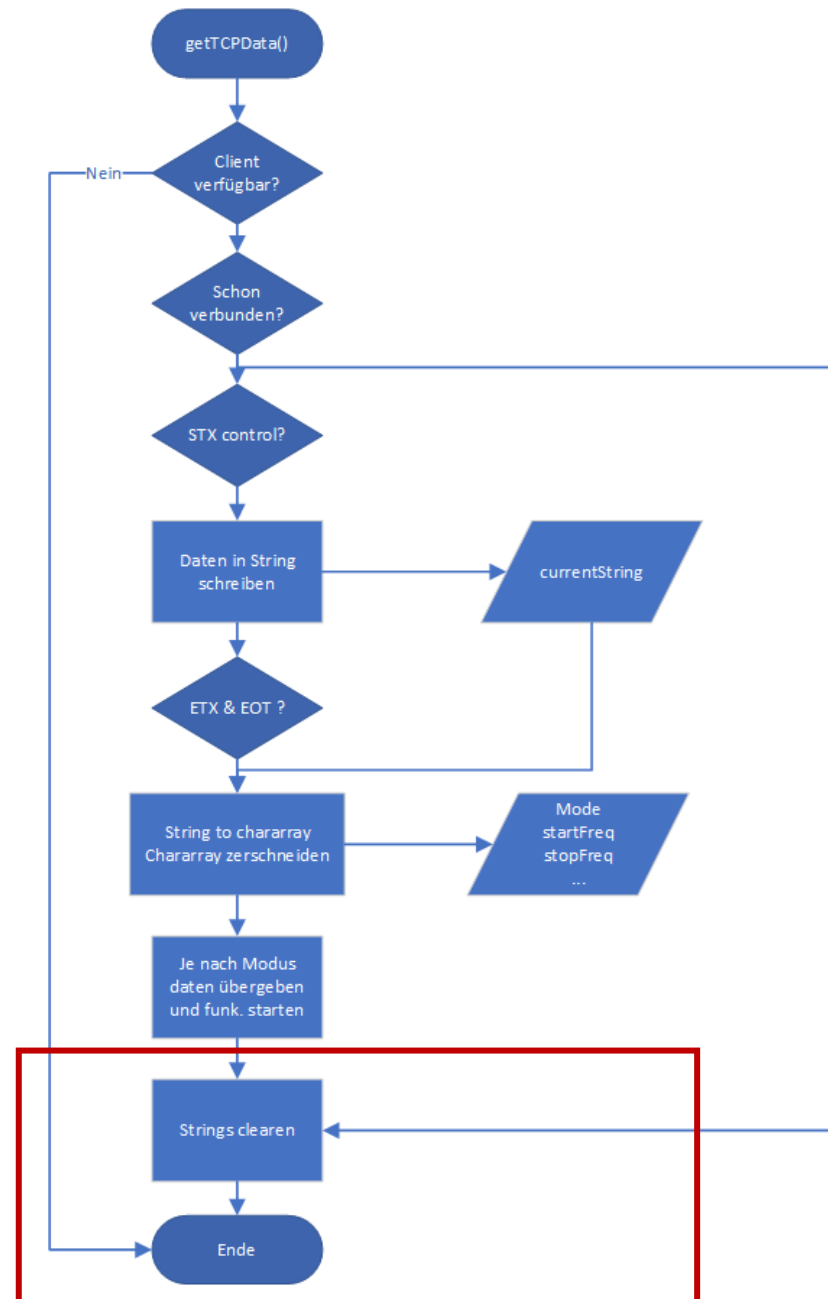 getTCPData()
Client
verfügbar?
Nein
Schon
verbunden?
STX control?
Daten in String
schreiben
currentString
ETX & EOT ?
String to chararray
Chararray zerschneiden
Mode
startFreq
stopFreq
...
Je nach Modus
daten übergeben
und funk. starten
Strings clearen
Ende